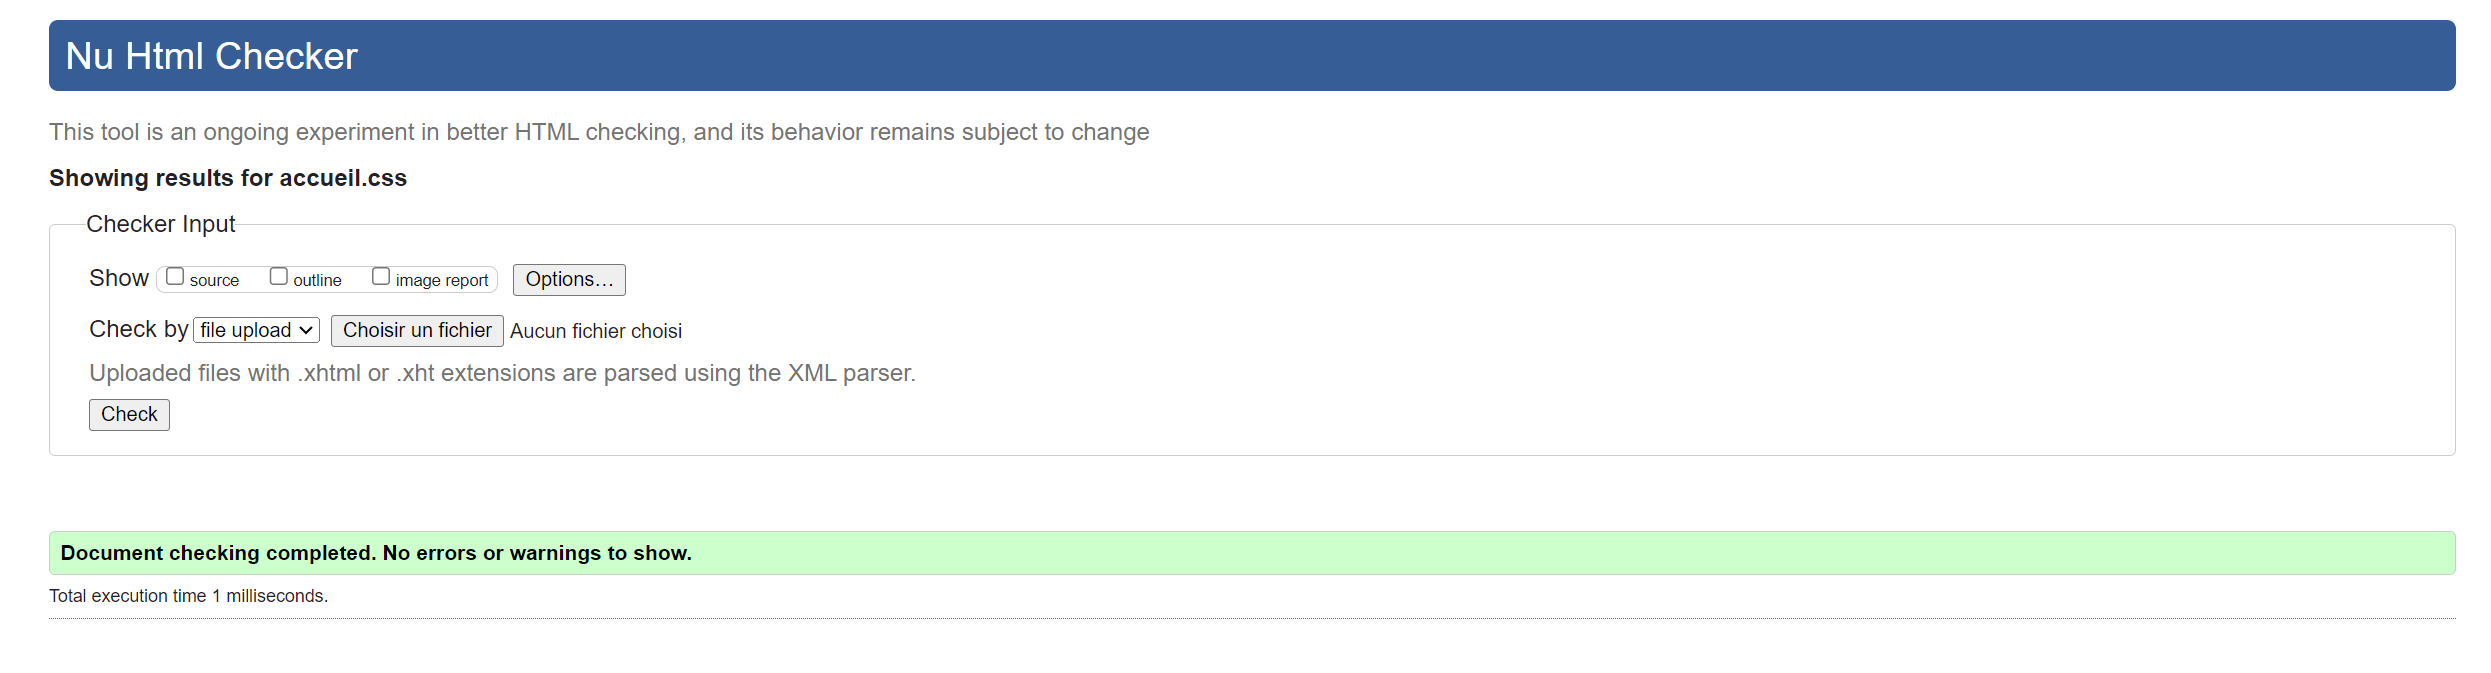 Nu Html Checker
This tool is an ongoing experiment in better HTML checking, and its behavior remains subject to change
Showing results for accueil.css
Checker Input
Show source outline image report Options...
Check by file upload Choisir un fichier Aucun fichier choisi
Uploaded files with .xhtml or .xht extensions are parsed using the XML parser.
Check
Document checking completed. No errors or warnings to show.
Total execution time 1 milliseconds.